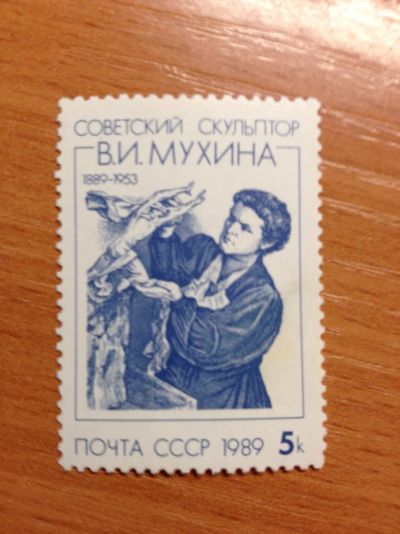 СОВЕТСКИЙ СКУЛЬПТОР
В.И.МУХИНА
1889-1953
ПОЧТА СССР 1989 5к